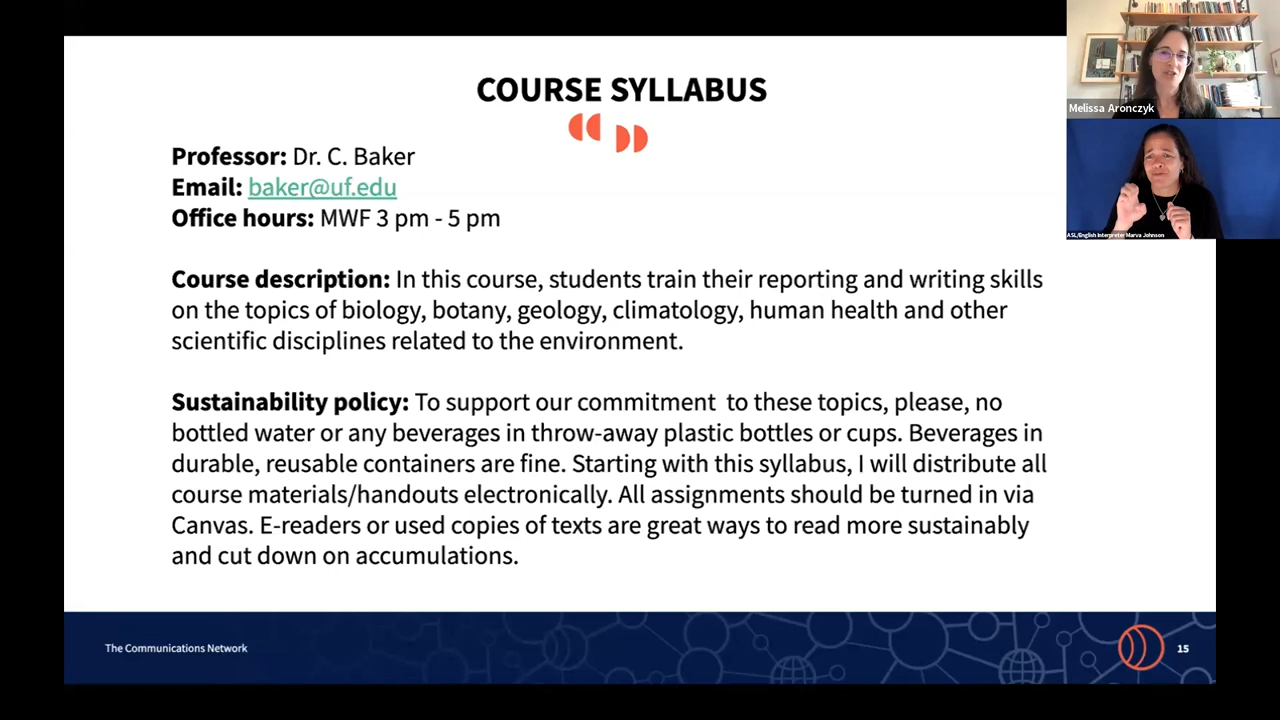 COURSE SYLLABUS
Professor: Dr. C. Baker
Email: baker@uf.edu
Office hours: MWF 3 pm - 5 pm
Course description: In this course, students train their reporting and writing skills
on the topics of biology, botany, geology, climatology, human health and other
scientific disciplines related to the environment.
Sustainability policy: To support our commitment  to these topics, please, no
bottled water or any beverages in throw-away plastic bottles or cups. Beverages in
durable, reusable containers are fine. Starting with this syllabus, I will distribute all
course materials/handouts electronically. All assignments should be turned in via
Canvas. E-readers or used copies of texts are great ways to read more sustainably
and cut down on accumulations.
The Communications Network
15
Melissa Aronczyk
ASL/English Interpreter Marva Johnson